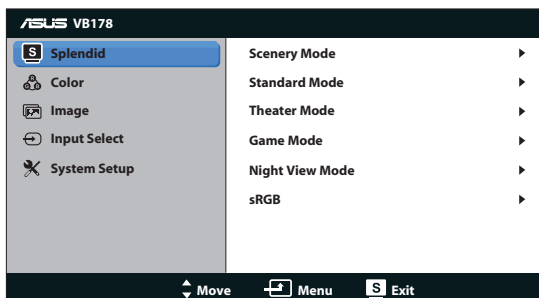 ASUS VB178
S Splendid
Color
Image
Input Select
System Setup
Scenery Mode
Standard Mode
Theater Mode
Game Mode
Night View Mode
sRGB
Move Menu S Exit